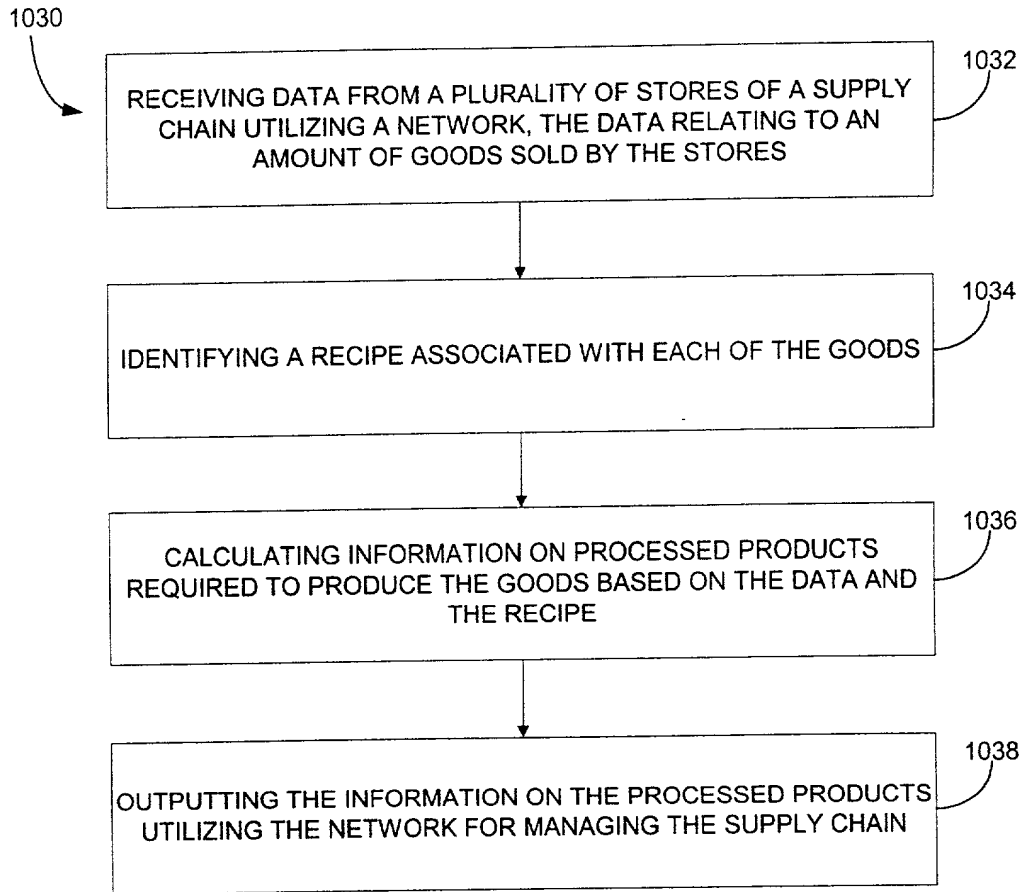 1030
1032
RECEIVING DATA FROM A PLURALITY OF STORES OF A SUPPLY
CHAIN UTILIZING A NETWORK, THE DATA RELATING TO AN
AMOUNT OF GOODS SOLD BY THE STORES
1034
IDENTIFYING A RECIPE ASSOCIATED WITH EACH OF THE GOODS
1036
CALCULATING INFORMATION ON PROCESSED PRODUCTS
REQUIRED TO PRODUCE THE GOODS BASED ON THE DATA AND
THE RECIPE
1038
OUTPUTTING THE INFORMATION ON THE PROCESSED PRODUCTS
UTILIZING THE NETWORK FOR MANAGING THE SUPPLY CHAIN